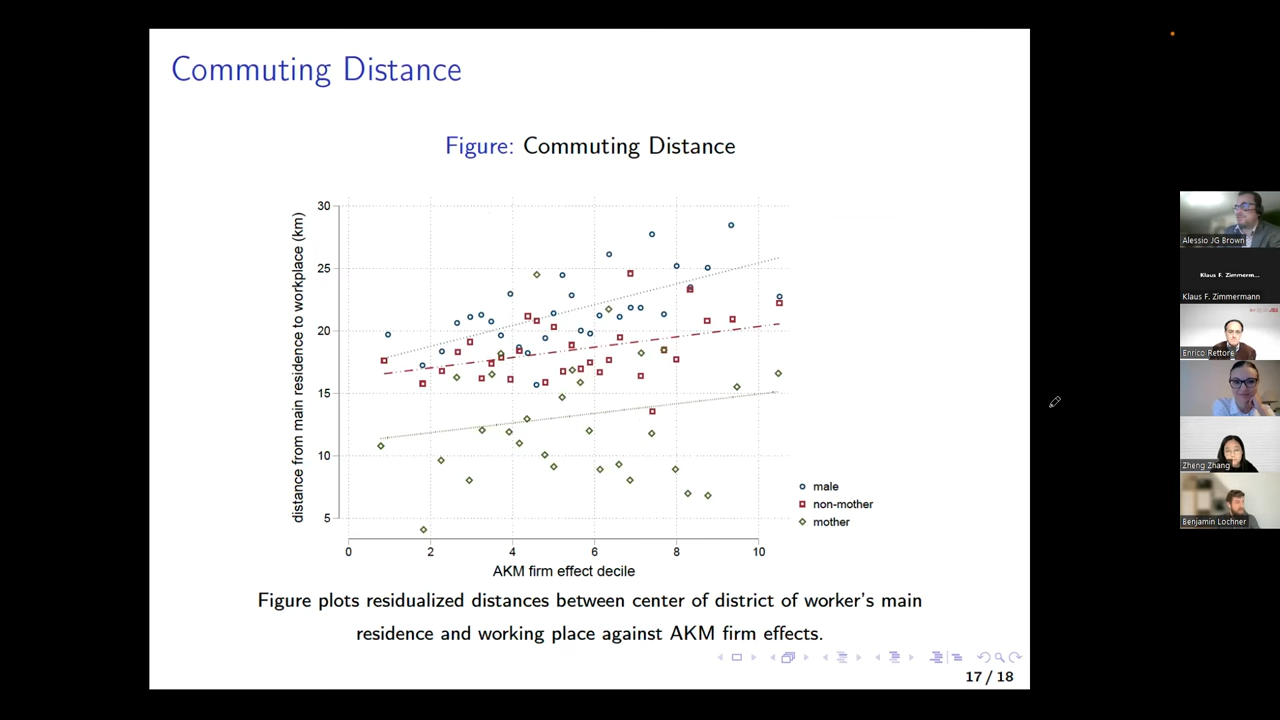 Commuting Distance
Figure: Commuting Distance
distance from main residence to workplace (km)
30
25
20
15
10
5
0 2 4 6 8 10
AKM firm effect decile
male
non-mother
mother
Figure plots residualized distances between center of district of worker's main
residence and working place against AKM firm effects.
17 / 18
Alessio JG Brown
Klaus F. Zimmerm...
Klaus F. Zimmermann
Enrico Rettore
Zheng Zhang
Benjamin Lochner